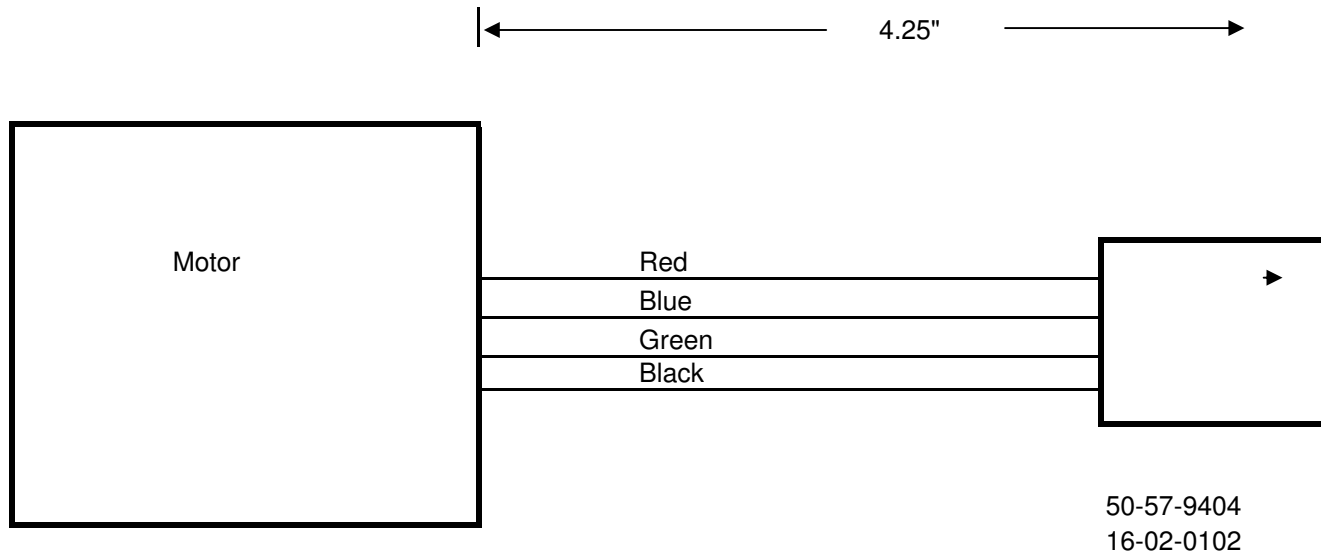 4.25"
Motor
Red
Blue
Green
Black
50-57-9404
16-02-0102